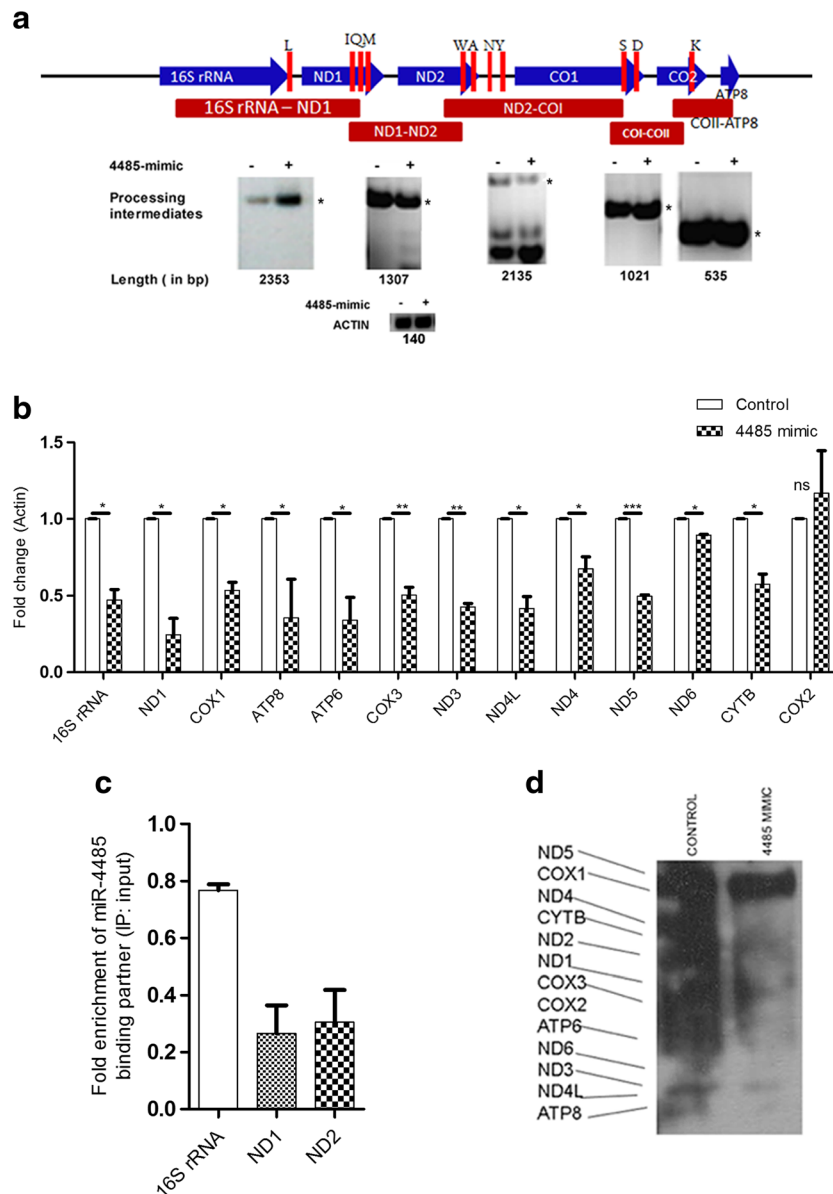 a
L IQM WA NY S D K
16S rRNA ND1 ND2 CO1 CO2 ATP8
16S rRNA – ND1 ND2-COI COII-ATP8
ND1-ND2 COI-COII
4485-mimic - + - + - + - + - +
Processing intermediates * * * * *
Length ( in bp) 2353 1307 2135 1021 535
4485-mimic - +
ACTIN
140
b
Control
4485 mimic
Fold change (Actin)
1.5
1.0
0.5
0.0
* * * * * ** ** * * *** * * ns
16S rRNA ND1 COX1 ATP8 ATP6 COX3 ND3 ND4L ND4 ND5 ND6 CYTB COX2
c
Fold enrichment of miR-4485
binding partner (IP: input)
1.0
0.8
0.6
0.4
0.2
0.0
16S rRNA ND1 ND2
d
CONTROL 4485 MIMIC
ND5
COX1
ND4
CYTB
ND2
ND1
COX3
COX2
ATP6
ND6
ND3
ND4L
ATP8